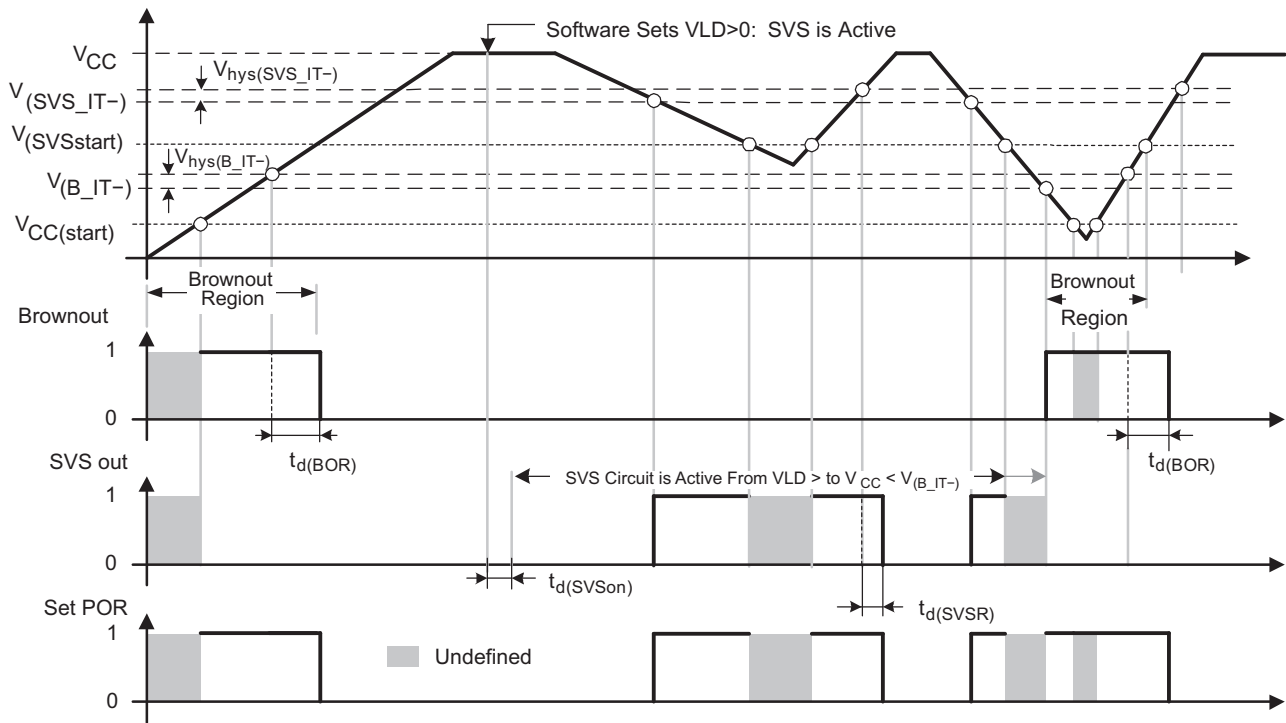 Software Sets VLD>0: SVS is Active
VCC
Vhys(SVS_IT−)
V(SVS_IT−)
V(SVSstart)
Vhys(B_IT−)
V(B_IT−)
VCC(start)
Brownout
Region
Brownout
Region
Brownout
1
0
td(BOR)
td(BOR)
SVS out
SVS Circuit is Active From VLD > to VCC < V(B_IT−)
1
0
td(SVSon)
td(SVSR)
Set POR
1
Undefined
0